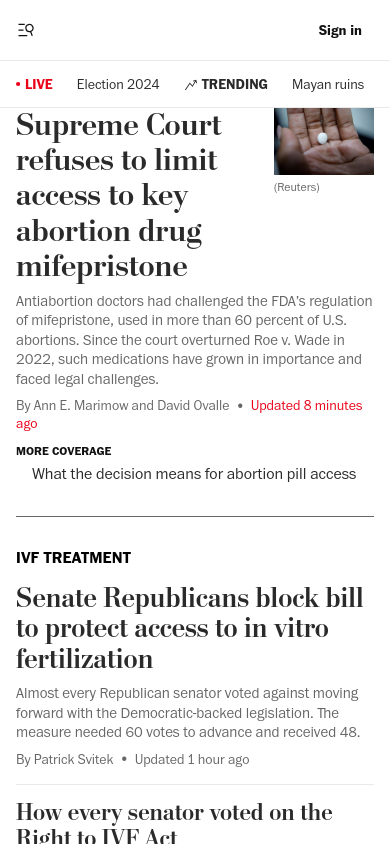 Sign in
LIVE
Election 2024
TRENDING
Mayan ruins
Supreme Court
refuses to limit
access to key
abortion drug
mifepristone
(Reuters)
Antiabortion doctors had challenged the FDA's regulation
of mifepristone, used in more than 60 percent of U.S.
abortions. Since the court overturned Roe v. Wade in
2022, such medications have grown in importance and
faced legal challenges.
By Ann E. Marimow and David Ovalle • Updated 8 minutes
ago
MORE COVERAGE
What the decision means for abortion pill access
IVF TREATMENT
Senate Republicans block bill
to protect access to in vitro
fertilization
Almost every Republican senator voted against moving
forward with the Democratic-backed legislation. The
measure needed 60 votes to advance and received 48.
By Patrick Svitek • Updated 1 hour ago
How every senator voted on the
Right to IVF Act